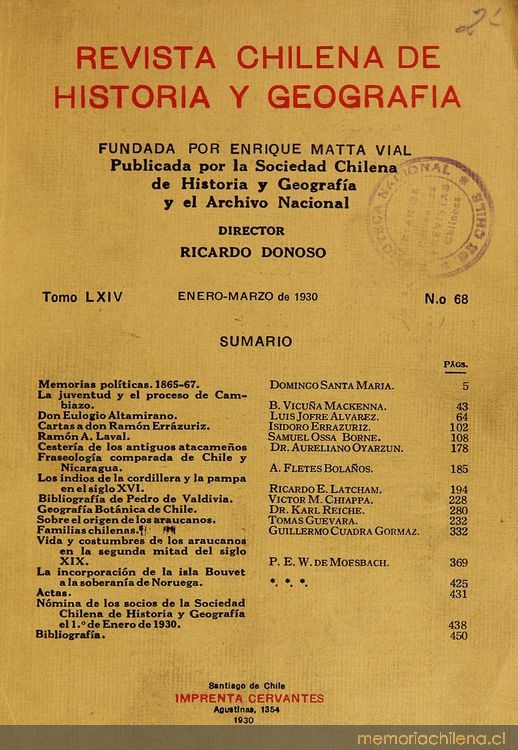 REVISTA CHILENA DE
HISTORIA Y GEOGRAFIA
FUNDADA POR ENRIQUE MATTA VIAL
Publicada por la Sociedad Chilena
de Historia y Geografía
y el Archivo Nacional
DIRECTOR
RICARDO DONOSO
BIBLIOTECA NACIONAL * DE CHILE *
Chilenas
Tomo LXIV ENERO-MARZO de 1930 N.o 68
SUMARIO
PÁGS.
Memorias políticas. 1865-67. DOMINGO SANTA MARIA. 5
La juventud y el proceso de Cam-
biazo. B. VICUÑA MACKENNA. 43
Don Eulogio Altamirano. LUIS JOFRE ALVAREZ. 64
Cartas a don Ramón Errázuriz. ISIDORO ERRAZURIZ. 102
Ramón A. Laval. SAMUEL OSSA BORNE. 108
Cestería de los antiguos atacameños DR. AURELIANO OYARZUN. 178
Fraseología comparada de Chile y
Nicaragua. A. FLETES BOLAÑOS. 185
Los indios de la cordillera y la pampa
en el siglo XVI. RICARDO E. LATCHAM. 194
Bibliografía de Pedro de Valdivia. VICTOR M. CHIAPPA. 228
Geografía Botánica de Chile. DR. KARL REICHE. 280
Sobre el origen de los araucanos. TOMAS GUEVARA. 232
Familias chilenas. GUILLERMO CUADRA GORMAZ. 332
Vida y costumbres de los araucanos
en la segunda mitad del siglo
XIX. P. E. W. DE MOESBACH. 369
La incorporación de la isla Bouvet
a la soberanía de Noruega. *. *. *. 425
Actas. 431
Nómina de los socios de la Sociedad
Chilena de Historia y Geografía
el 1.º de Enero de 1930. 438
Bibliografía. 450
Santiago de Chile
IMPRENTA CERVANTES
Agustinas, 1354
1930
memoriachilena.cl